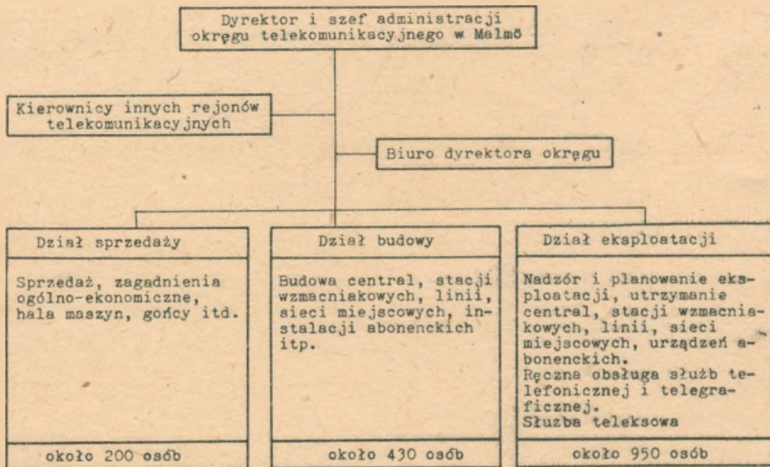 Dyrektor i szef administracji
okręgu telekomunikacyjnego w Malmö
Kierownicy innych rejonów
telekomunikacyjnych
Biuro dyrektora okręgu
Dział sprzedaży
Sprzedaż, zagadnienia
ogólno-ekonomiczne,
hala maszyn, gońcy itd.
około 200 osób
Dział budowy
Budowa central, stacji
wzmacniakowych, linii,
sieci miejscowych, in-
stalacji abonenckich
itp.
około 430 osób
Dział eksploatacji
Nadzór i planowanie eks-
ploatacji, utrzymanie
central, stacji wzmacnia-
kowych, linii, sieci
miejscowych, urządzeń a-
bonenckich.
Ręczna obsługa służb te-
lefonicznej i telegra-
ficznej.
Służba teleksowa
około 950 osób